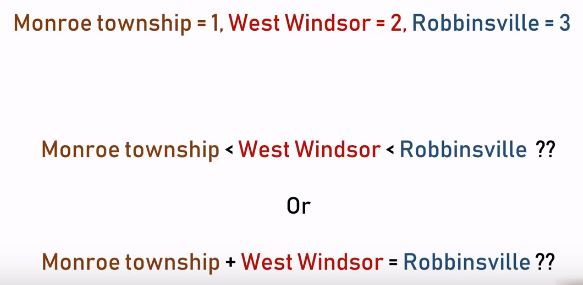 Monroe township = 1, West Windsor = 2, Robbinsville = 3
Monroe township < West Windsor < Robbinsville ??
Or
Monroe township + West Windsor = Robbinsville ??